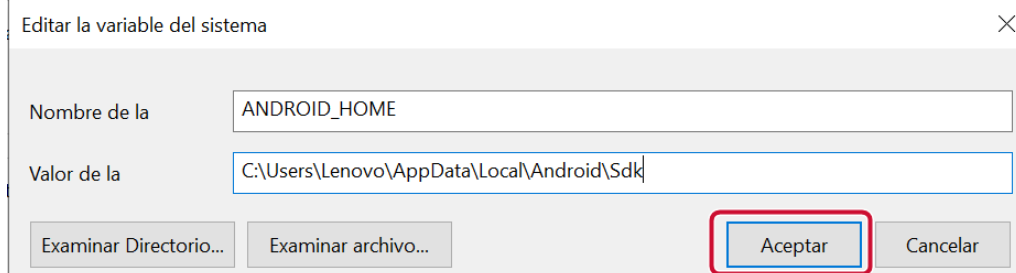 Editar la variable del sistema
Nombre de la
ANDROID_HOME
Valor de la
C:\Users\Lenovo\AppData\Local\Android\Sdk
Examinar Directorio...
Examinar archivo...
Aceptar
Cancelar